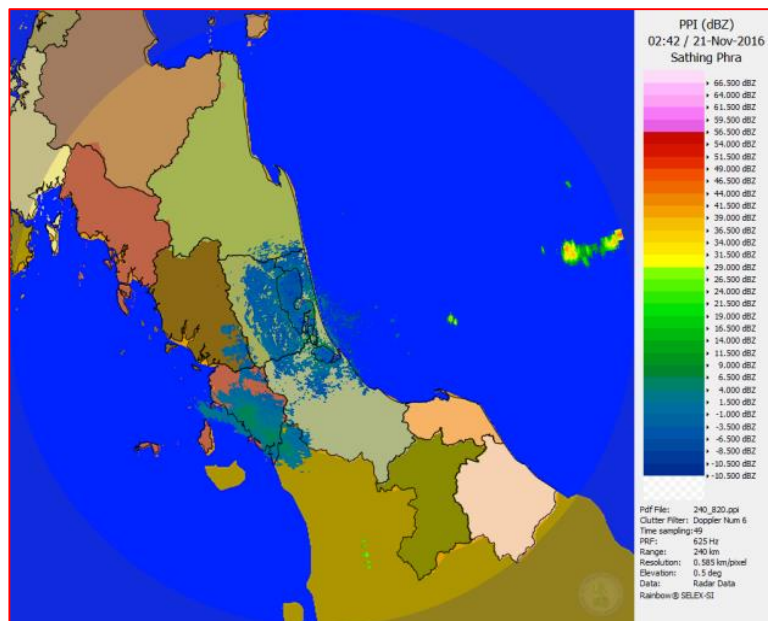 PPI (dBZ)
02:42 / 21-Nov-2016
Sathing Phra
66.500 dBZ
64.000 dBZ
61.500 dBZ
59.500 dBZ
56.500 dBZ
54.000 dBZ
51.500 dBZ
49.000 dBZ
46.500 dBZ
44.000 dBZ
41.500 dBZ
39.000 dBZ
36.500 dBZ
34.000 dBZ
31.500 dBZ
29.000 dBZ
26.500 dBZ
24.000 dBZ
21.500 dBZ
19.000 dBZ
16.500 dBZ
14.000 dBZ
11.500 dBZ
9.000 dBZ
6.500 dBZ
4.000 dBZ
1.500 dBZ
-1.000 dBZ
-3.500 dBZ
-6.500 dBZ
-8.500 dBZ
-10.500 dBZ
-10.500 dBZ
Pdf File: 240_820.ppi
Clutter Filter: Doppler Num 6
Time sampling:49
PRF: 625 Hz
Range: 240 km
Resolution: 0.585 km/pixel
Elevation: 0.5 deg
Data: Radar Data
Rainbow® SELEX-SI